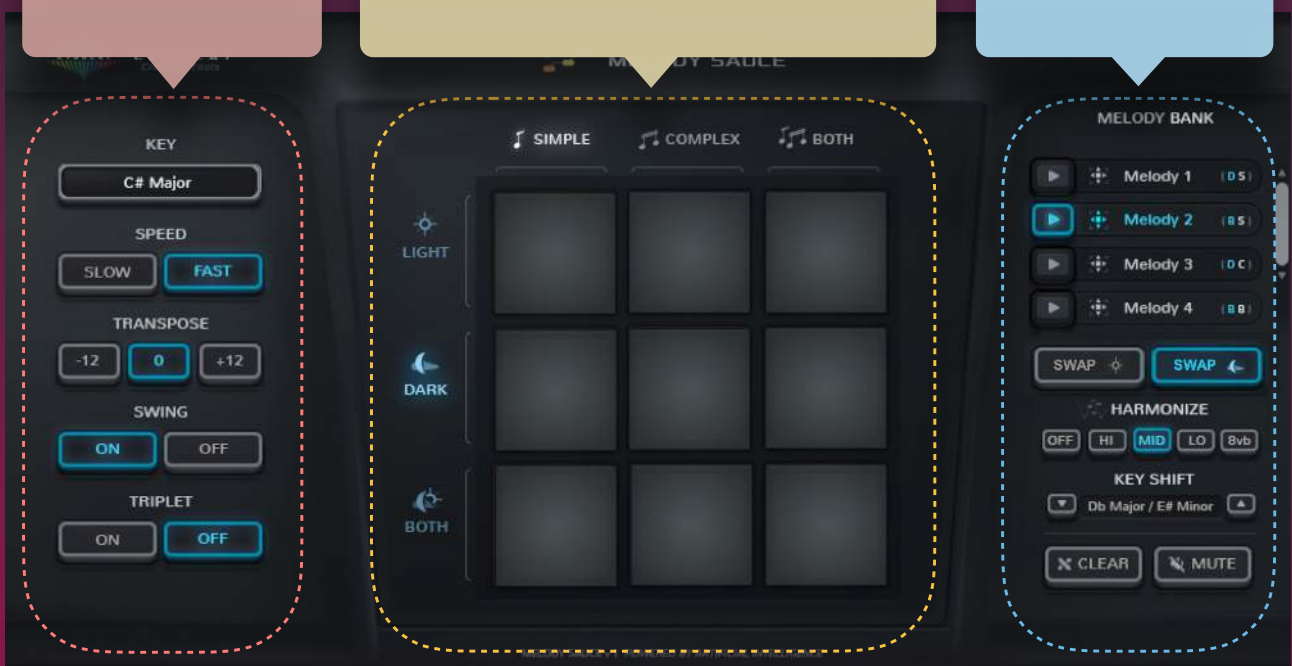 KEY
C# Major
SPEED
SLOW FAST
TRANSPOSE
-12 0 +12
SWING
ON OFF
TRIPLET
ON OFF
SIMPLE COMPLEX BOTH
LIGHT
DARK
BOTH
MELODY BANK
Melody 1 (DS)
Melody 2 (BS)
Melody 3 (DC)
Melody 4 (BB)
SWAP SWAP
HARMONIZE
OFF HI MID LO 8vb
KEY SHIFT
Db Major / E# Minor
CLEAR MUTE